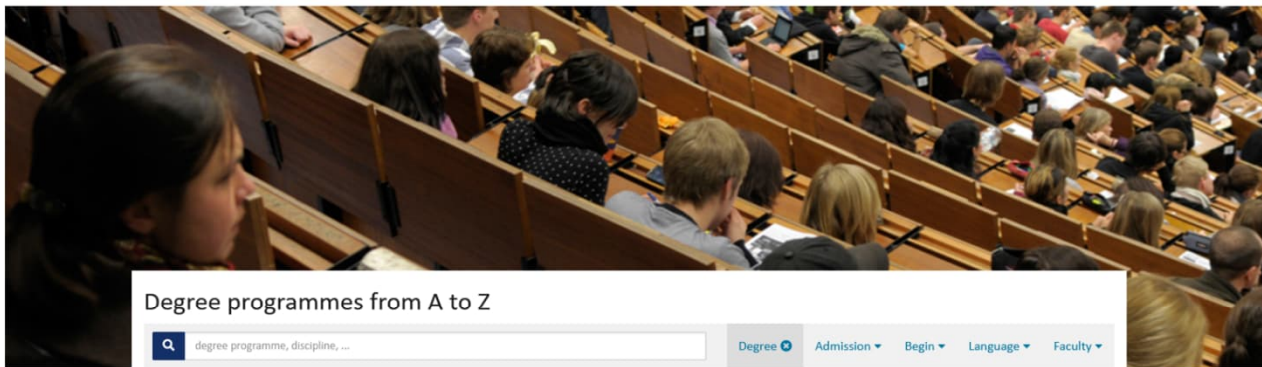 Degree programmes from A to Z
degree programme, discipline, ...
Degree Admission Begin Language Faculty